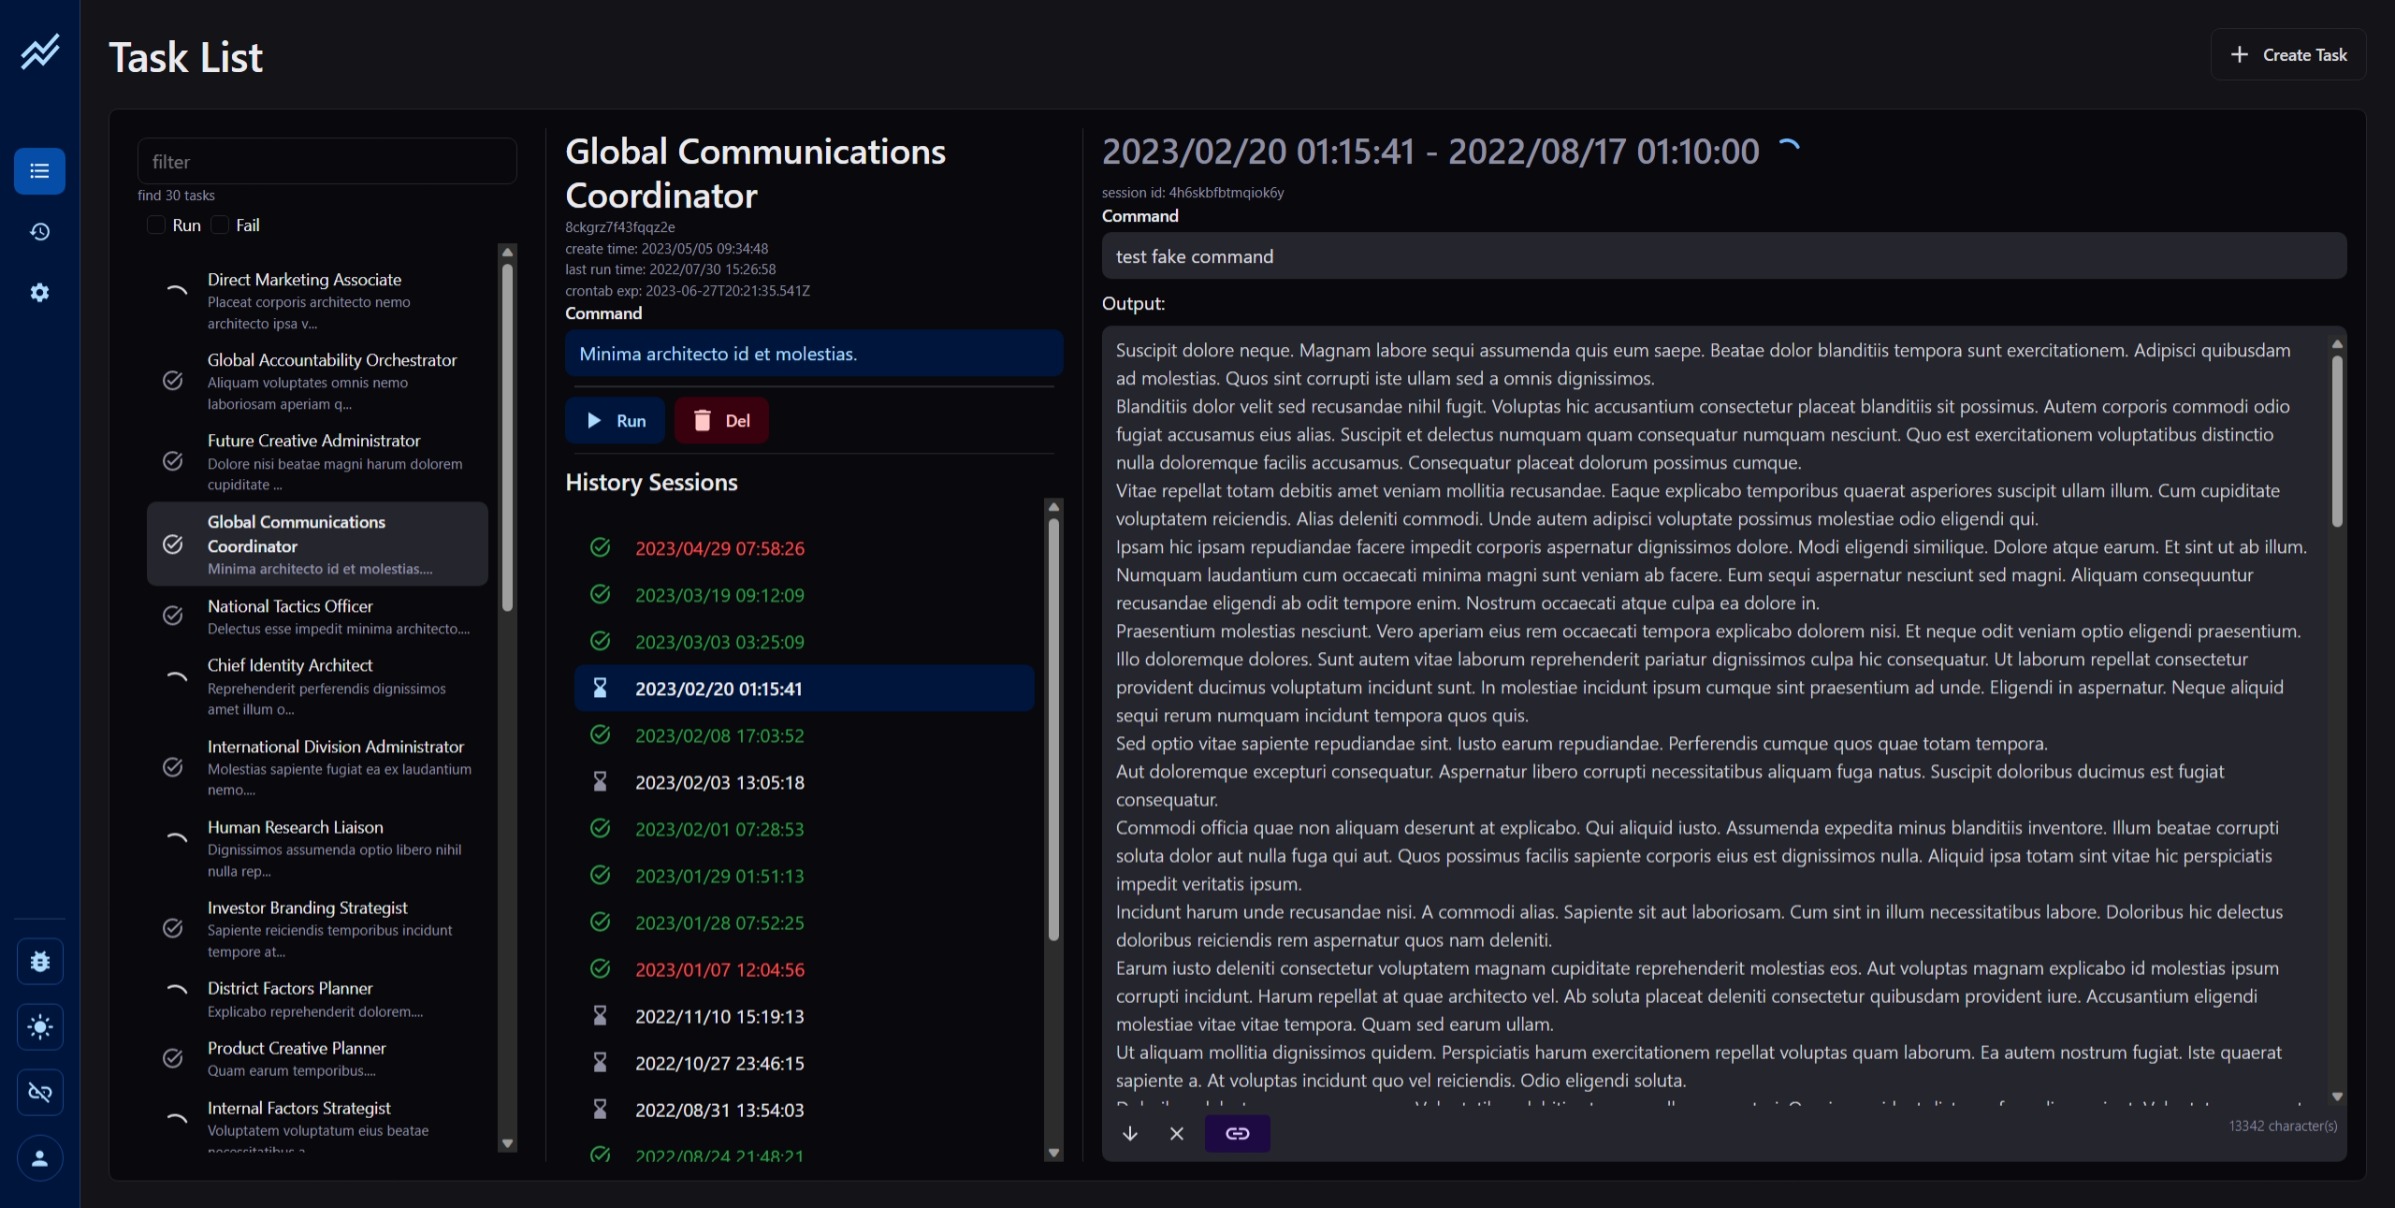 Task List
Create Task
filter
find 30 tasks
Run
Fail
Direct Marketing Associate
Placeat corporis architecto nemo
architecto ipsa v...
Global Accountability Orchestrator
Aliquam voluptates omnis nemo
laboriosam aperiam q...
Future Creative Administrator
Dolore nisi beatae magni harum dolorem
cupiditate ...
Global Communications
Coordinator
Minima architecto id et molestias....
National Tactics Officer
Delectus esse impedit minima architecto....
Chief Identity Architect
Reprehenderit perferendis dignissimos
amet illum o...
International Division Administrator
Molestias sapiente fugiat ea ex laudantium
nemo....
Human Research Liaison
Dignissimos assumenda optio libero nihil
nulla rep...
Investor Branding Strategist
Sapiente reiciendis temporibus incidunt
tempore at...
District Factors Planner
Explicabo reprehenderit dolorem....
Product Creative Planner
Quam earum temporibus....
Internal Factors Strategist
Voluptatem voluptatum eius beatae
Global Communications
Coordinator
8ckgrz7f43fqqz2e
create time: 2023/05/05 09:34:48
last run time: 2022/07/30 15:26:58
crontab exp: 2023-06-27T20:21:35.541Z
Command
Minima architecto id et molestias.
Run
Del
History Sessions
2023/04/29 07:58:26
2023/03/19 09:12:09
2023/03/03 03:25:09
2023/02/20 01:15:41
2023/02/08 17:03:52
2023/02/03 13:05:18
2023/02/01 07:28:53
2023/01/29 01:51:13
2023/01/28 07:52:25
2023/01/07 12:04:56
2022/11/10 15:19:13
2022/10/27 23:46:15
2022/08/31 13:54:03
2022/08/24 21:48:21
2023/02/20 01:15:41 - 2022/08/17 01:10:00
session id: 4h6skbfbtmqiok6y
Command
test fake command
Output:
Suscipit dolore neque. Magnam labore sequi assumenda quis eum saepe. Beatae dolor blanditiis tempora sunt exercitationem. Adipisci quibusdam
ad molestias. Quos sint corrupti iste ullam sed a omnis dignissimos.
Blanditiis dolor velit sed recusandae nihil fugit. Voluptas hic accusantium consectetur placeat blanditiis sit possimus. Autem corporis commodi odio
fugiat accusamus eius alias. Suscipit et delectus numquam quam consequatur numquam nesciunt. Quo est exercitationem voluptatibus distinctio
nulla doloremque facilis accusamus. Consequatur placeat dolorum possimus cumque.
Vitae repellat totam debitis amet veniam mollitia recusandae. Eaque explicabo temporibus quaerat asperiores suscipit ullam illum. Cum cupiditate
voluptatem reiciendis. Alias deleniti commodi. Unde autem adipisci voluptate possimus molestiae odio eligendi qui.
Ipsam hic ipsam repudiandae facere impedit corporis aspernatur dignissimos dolore. Modi eligendi similique. Dolore atque earum. Et sint ut ab illum.
Numquam laudantium cum occaecati minima magni sunt veniam ab facere. Eum sequi aspernatur nesciunt sed magni. Aliquam consequuntur
recusandae eligendi ab odit tempore enim. Nostrum occaecati atque culpa ea dolore in.
Praesentium molestias nesciunt. Vero aperiam eius rem occaecati tempora explicabo dolorem nisi. Et neque odit veniam optio eligendi praesentium.
Illo doloremque dolores. Sunt autem vitae laborum reprehenderit pariatur dignissimos culpa hic consequatur. Ut laborum repellat consectetur
provident ducimus voluptatum incidunt sunt. In molestiae incidunt ipsum cumque sint praesentium ad unde. Eligendi in aspernatur. Neque aliquid
sequi rerum numquam incidunt tempora quos quis.
Sed optio vitae sapiente repudiandae sint. Iusto earum repudiandae. Perferendis cumque quos quae totam tempora.
Aut doloremque excepturi consequatur. Aspernatur libero corrupti necessitatibus aliquam fuga natus. Suscipit doloribus ducimus est fugiat
consequatur.
Commodi officia quae non aliquam deserunt at explicabo. Qui aliquid iusto. Assumenda expedita minus blanditiis inventore. Illum beatae corrupti
soluta dolor aut nulla fuga qui aut. Quos possimus facilis sapiente corporis eius est dignissimos nulla. Aliquid ipsa totam sint vitae hic perspiciatis
impedit veritatis ipsum.
Incidunt harum unde recusandae nisi. A commodi alias. Sapiente sit aut laboriosam. Cum sint in illum necessitatibus labore. Doloribus hic delectus
doloribus reiciendis rem aspernatur quos nam deleniti.
Earum iusto deleniti consectetur voluptatem magnam cupiditate reprehenderit molestias eos. Aut voluptas magnam explicabo id molestias ipsum
corrupti incidunt. Harum repellat at quae architecto vel. Ab soluta placeat deleniti consectetur quibusdam provident iure. Accusantium eligendi
molestiae vitae vitae tempora. Quam sed earum ullam.
Ut aliquam mollitia dignissimos quidem. Perspiciatis harum exercitationem repellat voluptas quam laborum. Ea autem nostrum fugiat. Iste quaerat
sapiente a. At voluptas incidunt quo vel reiciendis. Odio eligendi soluta.
13342 character(s)